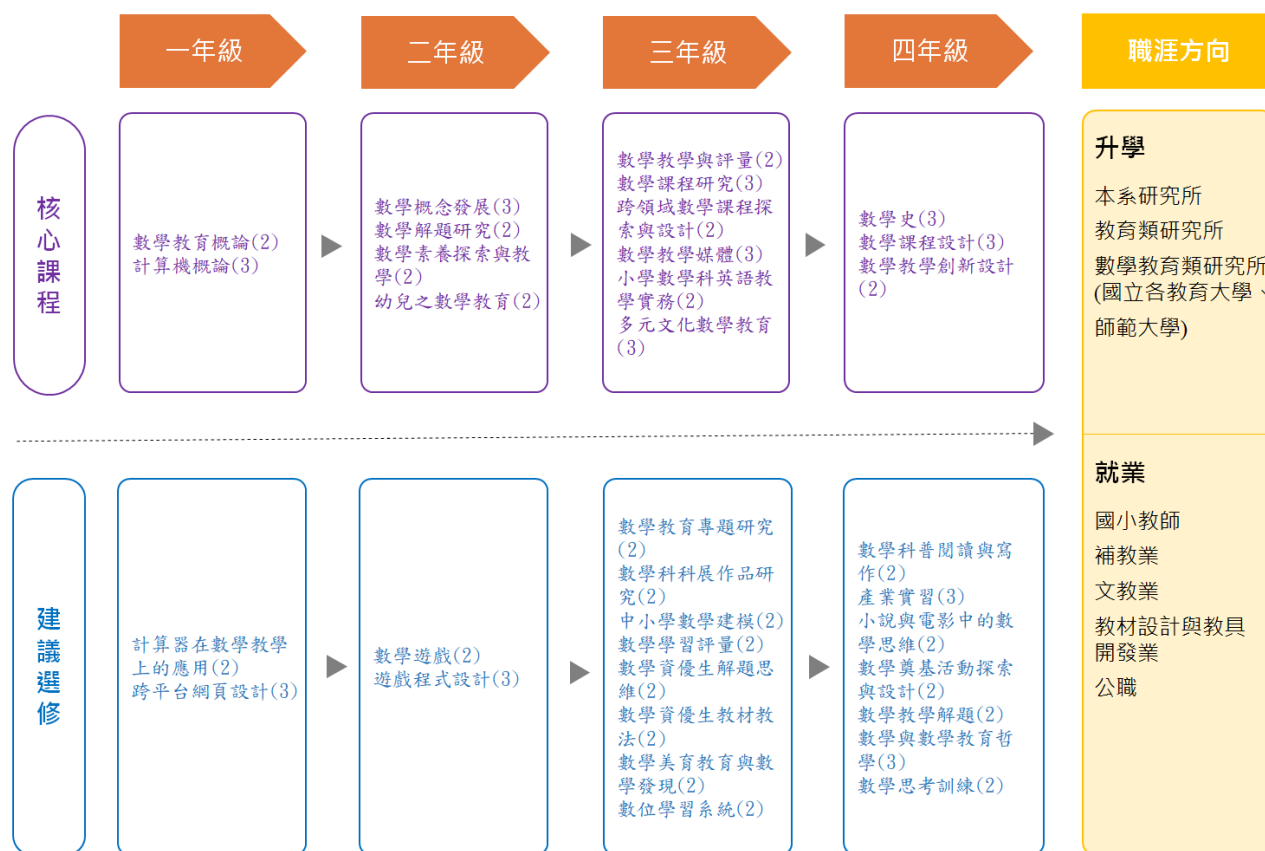 一年級
二年級
三年級
四年級
職涯方向
核心課程
數學教育概論(2)
計算機概論(3)
數學概念發展(3)
數學解題研究(2)
數學素養探索與教
學(2)
幼兒之數學教育(2)
數學教學與評量(2)
數學課程研究(3)
跨領域數學課程探
索與設計(2)
數學教學媒體(3)
小學數學科英語教
學實務(2)
多元文化數學教育
(3)
數學史(3)
數學課程設計(3)
數學教學創新設計
(2)
升學
本系研究所
教育類研究所
數學教育類研究所
(國立各教育大學、
師範大學)
建議選修
計算器在數學教學
上的應用(2)
跨平台網頁設計(3)
數學遊戲(2)
遊戲程式設計(3)
數學教育專題研究
(2)
數學科科展作品研
究(2)
中小學數學建模(2)
數學學習評量(2)
數學資優生解題思
維(2)
數學資優生教材教
法(2)
數學美育教育與數
學發現(2)
數位學習系統(2)
數學科普閱讀與寫
作(2)
產業實習(3)
小說與電影中的數
學思維(2)
數學奠基活動探索
與設計(2)
數學教學解題(2)
數學與數學教育哲
學(3)
數學思考訓練(2)
就業
國小教師
補教業
文教業
教材設計與教具
開發業
公職